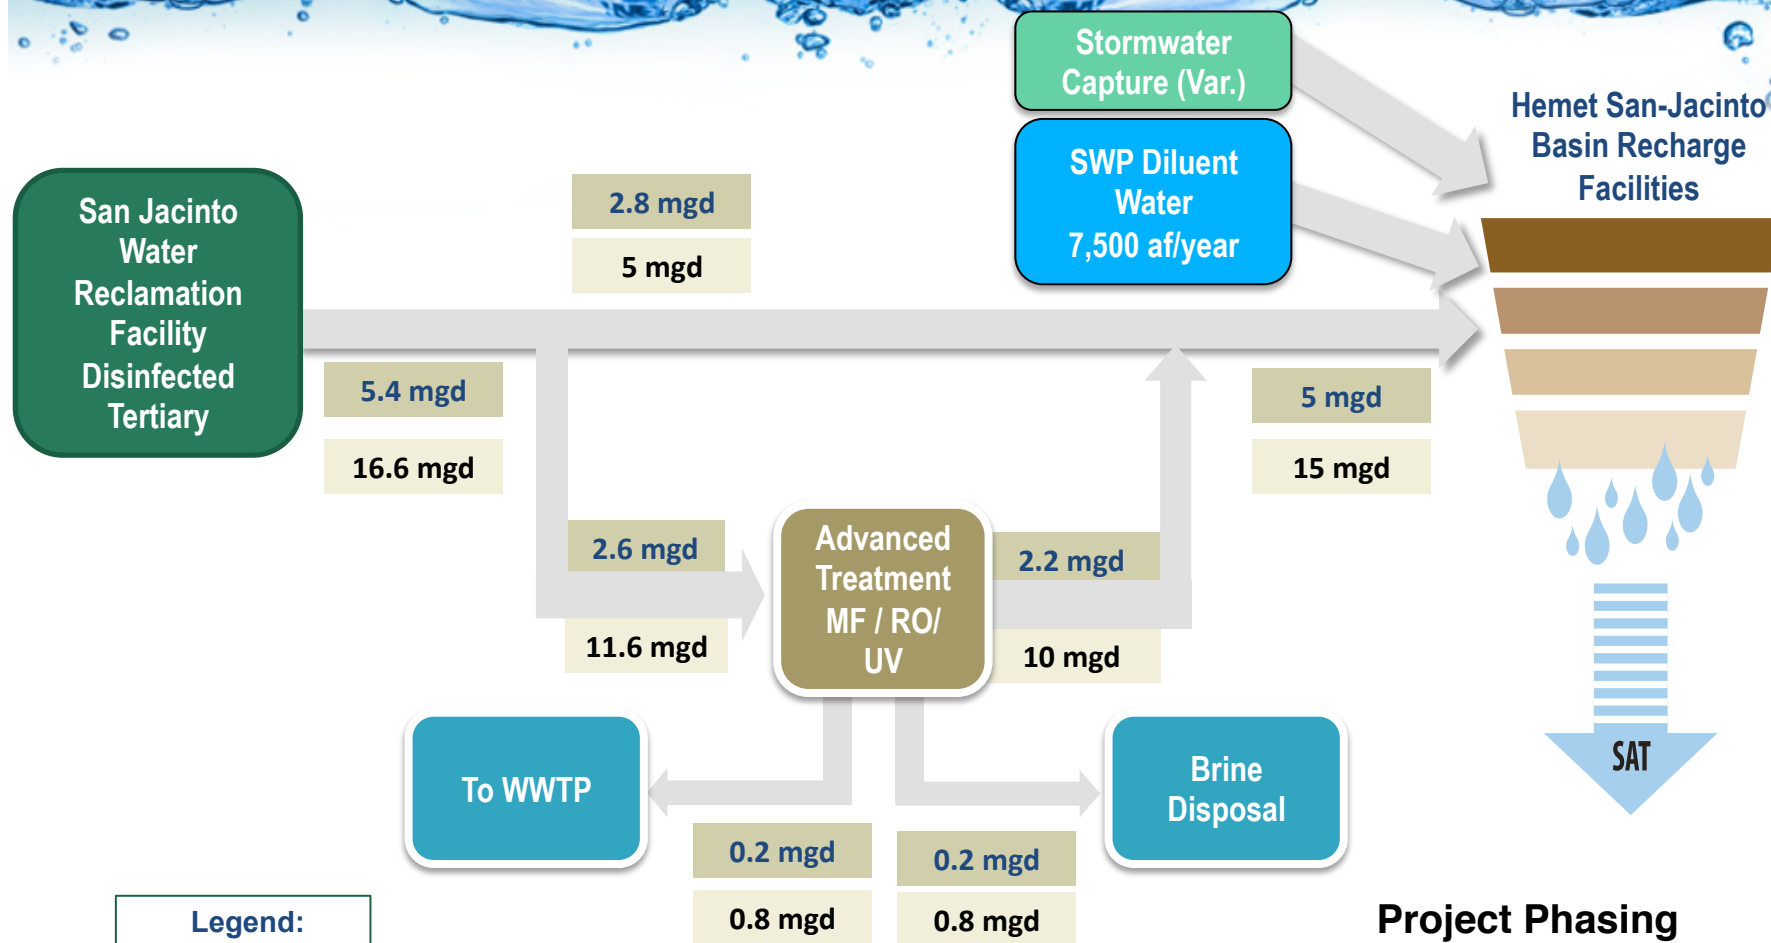 Stormwater
Capture (Var.)
SWP Diluent
Water
7,500 af/year
Hemet San-Jacinto
Basin Recharge
Facilities
San Jacinto
Water
Reclamation
Facility
Disinfected
Tertiary
2.8 mgd
5 mgd
5.4 mgd
16.6 mgd
5 mgd
15 mgd
2.6 mgd
11.6 mgd
Advanced
Treatment
MF / RO/
UV
2.2 mgd
10 mgd
To WWTP
Brine
Disposal
SAT
0.2 mgd
0.8 mgd
0.2 mgd
0.8 mgd
Legend:
Project Phasing